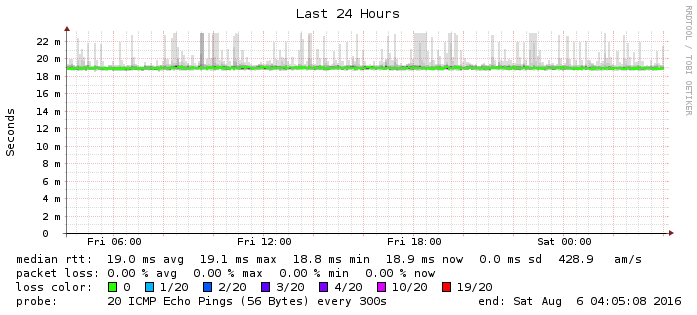 Last 24 Hours
RRDTOOL / TOBI OETIKER
Seconds
22 m
20 m
18 m
16 m
14 m
12 m
10 m
8 m
6 m
4 m
2 m
0
Fri 06:00 Fri 12:00 Fri 18:00 Sat 00:00
median rtt: 19.0 ms avg 19.1 ms max 18.8 ms min 18.9 ms now 0.0 ms sd 428.9 am/s
packet loss: 0.00 % avg 0.00 % max 0.00 % min 0.00 % now
loss color: 0 1/20 2/20 3/20 4/20 10/20 19/20
probe: 20 ICMP Echo Pings (56 Bytes) every 300s end: Sat Aug 6 04:05:08 2016